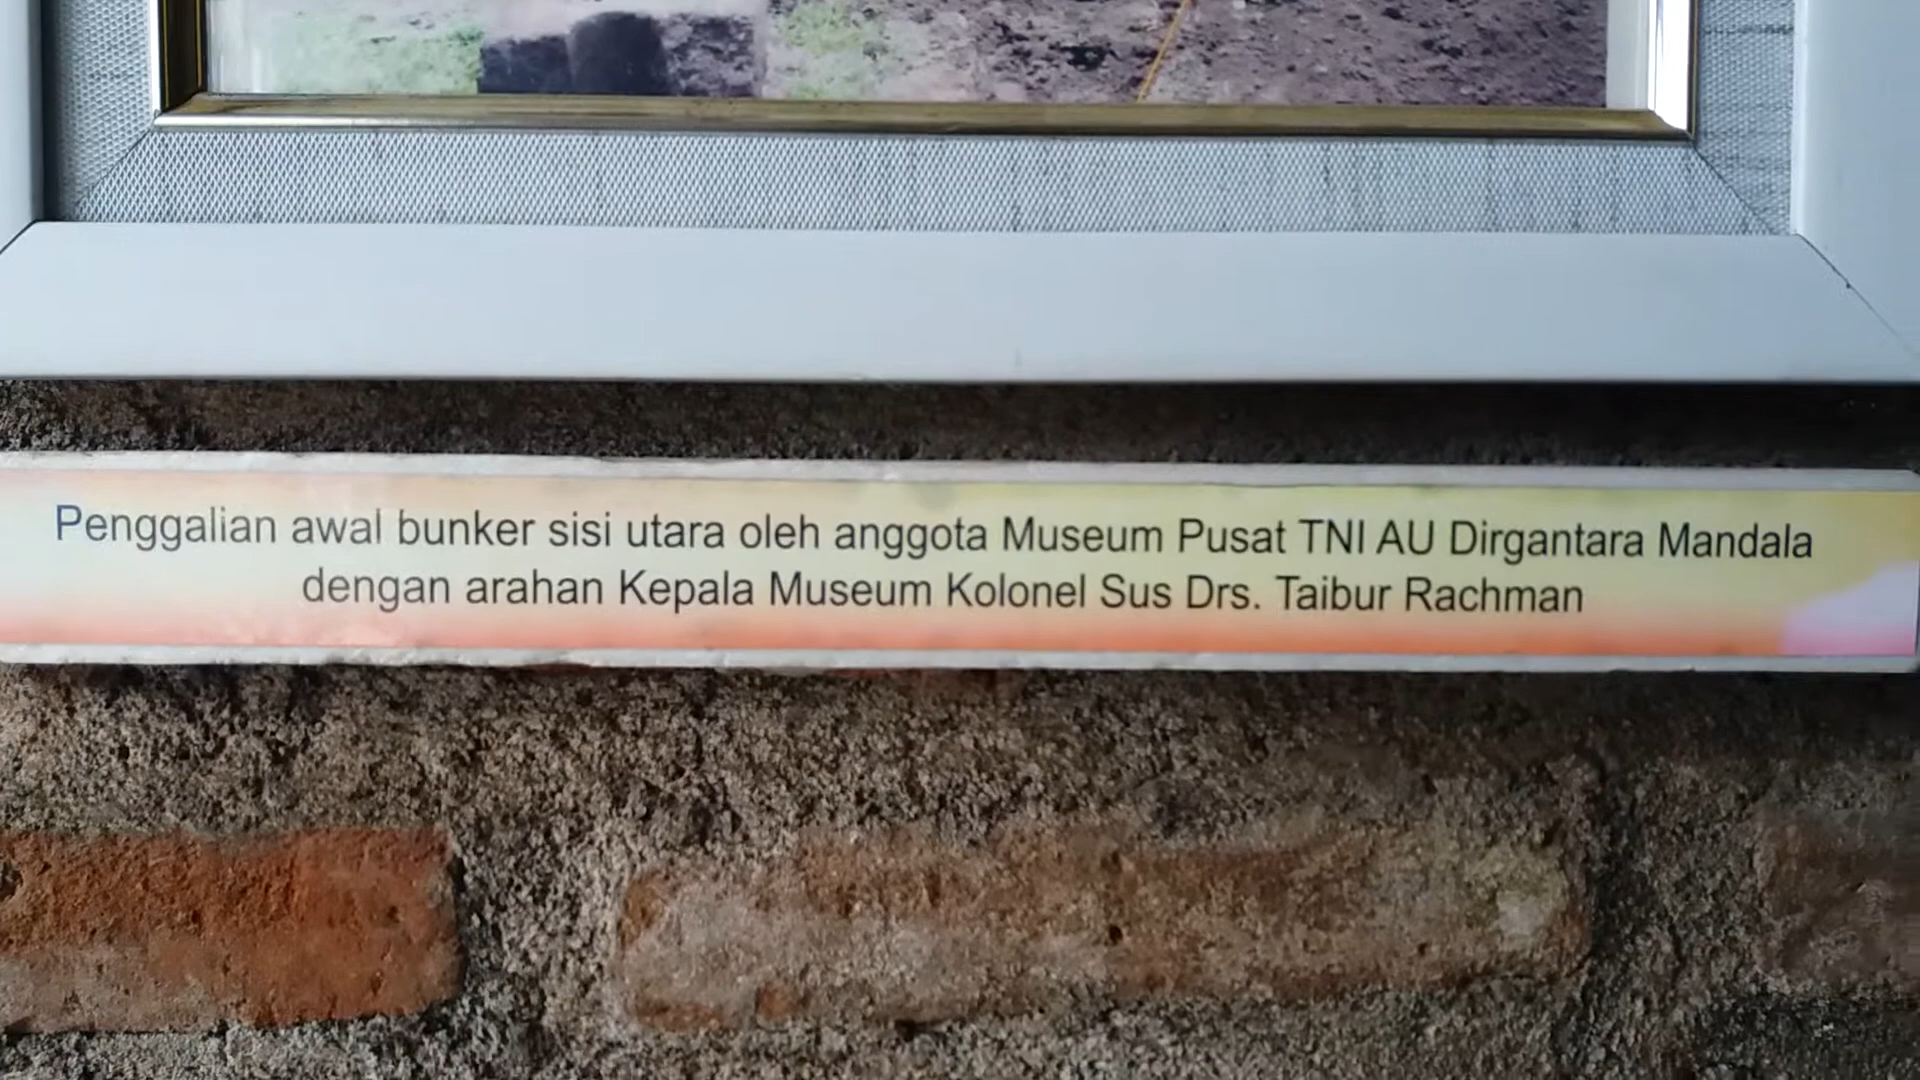 Penggalian awal bunker sisi utara oleh anggota Museum Pusat TNI AU Dirgantara Mandala
dengan arahan Kepala Museum Kolonel Sus Drs. Taibur Rachman